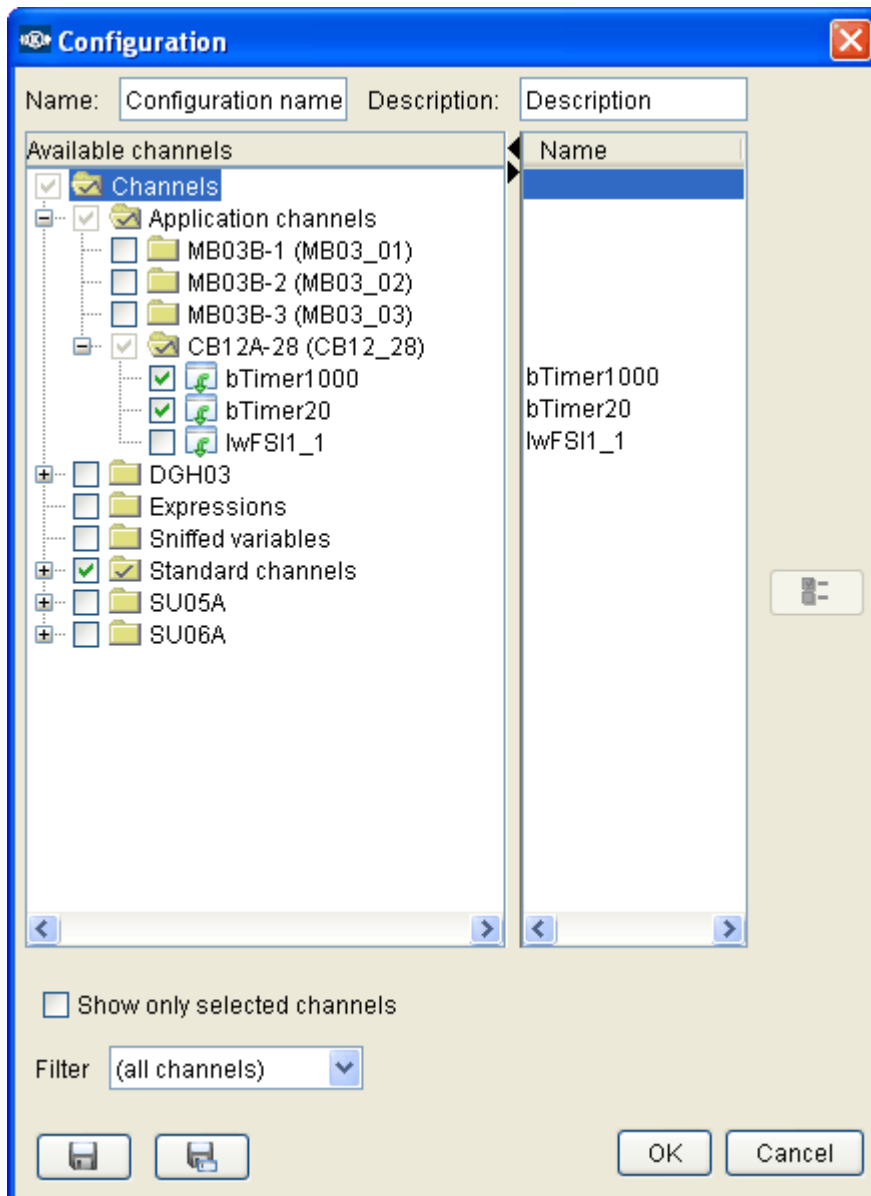 Configuration
Name: Configuration name Description: Description
Available channels Name
Channels
Application channels
MB03B-1 (MB03_01)
MB03B-2 (MB03_02)
MB03B-3 (MB03_03)
CB12A-28 (CB12_28)
bTimer1000 bTimer1000
bTimer20 bTimer20
lwFSI1_1 lwFSI1_1
DGH03
Expressions
Sniffed variables
Standard channels
SU05A
SU06A
Show only selected channels
Filter (all channels)
OK Cancel